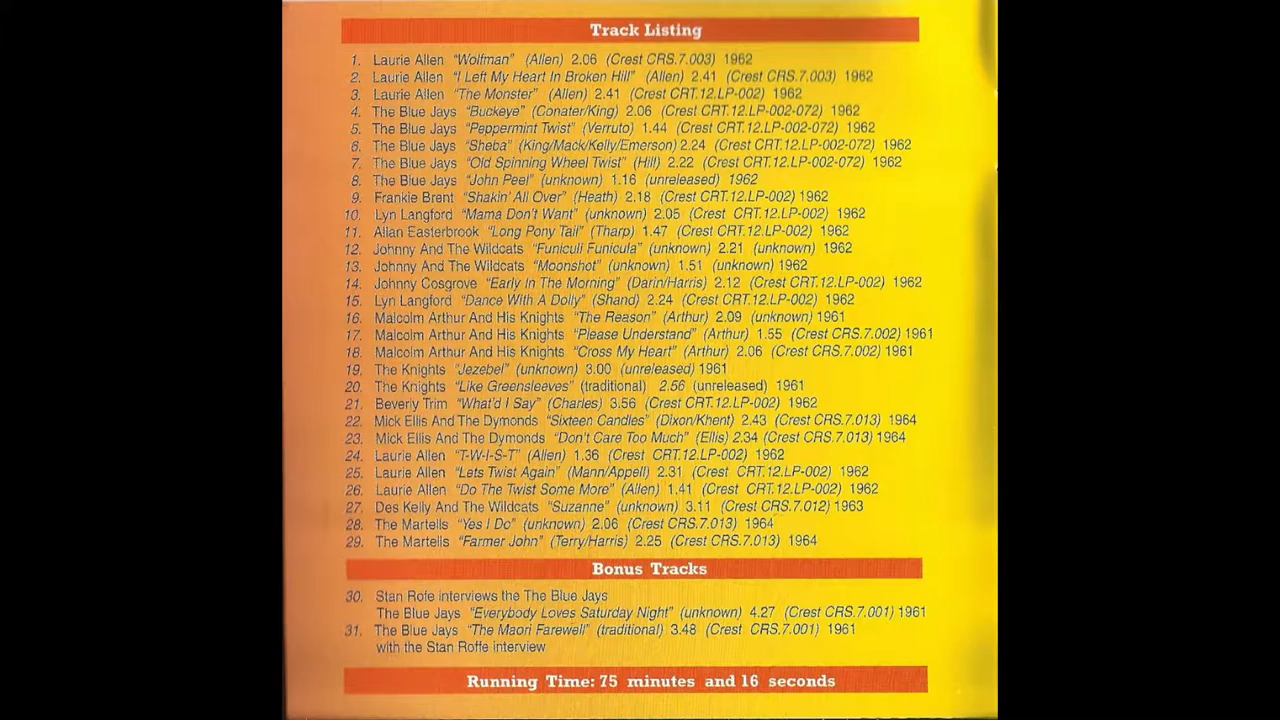 Track Listing
1. Laurie Allen "Wolfman" (Allen) 2.06 (Crest CRS.7.003) 1962
2. Laurie Allen "I Left My Heart In Broken Hill" (Allen) 2.41 (Crest CRS.7.003) 1962
3. Laurie Allen "The Monster" (Allen) 2.41 (Crest CRT.12.LP-002) 1962
4. The Blue Jays "Buckeye" (Conater/King) 2.06 (Crest CRT.12.LP-002-072) 1962
5. The Blue Jays "Peppermint Twist" (Verruto) 1.44 (Crest CRT.12.LP-002-072) 1962
6. The Blue Jays "Sheba" (King/Mack/Kelly/Emerson) 2.24 (Crest CRT.12.LP-002-072) 1962
7. The Blue Jays "Old Spinning Wheel Twist" (Hill) 2.22 (Crest CRT.12.LP-002-072) 1962
8. The Blue Jays "John Peel" (unknown) 1.16 (unreleased) 1962
9. Frankie Brent "Shakin' All Over" (Heath) 2.18 (Crest CRT.12.LP-002) 1962
10. Lyn Langford "Mama Don't Want" (unknown) 2.05 (Crest CRT.12.LP-002) 1962
11. Allan Easterbrook "Long Pony Tail" (Tharp) 1.47 (Crest CRT.12.LP-002) 1962
12. Johnny And The Wildcats "Funiculi Funicula" (unknown) 2.21 (unknown) 1962
13. Johnny And The Wildcats "Moonshot" (unknown) 1.51 (unknown) 1962
14. Johnny Cosgrove "Early In The Morning" (Darin/Harris) 2.12 (Crest CRT.12.LP-002) 1962
15. Lyn Langford "Dance With A Dolly" (Shand) 2.24 (Crest CRT.12.LP-002) 1962
16. Malcolm Arthur And His Knights "The Reason" (Arthur) 2.09 (unknown) 1961
17. Malcolm Arthur And His Knights "Please Understand" (Arthur) 1.55 (Crest CRS.7.002) 1961
18. Malcolm Arthur And His Knights "Cross My Heart" (Arthur) 2.06 (Crest CRS.7.002) 1961
19. The Knights "Jezebel" (unknown) 3.00 (unreleased) 1961
20. The Knights "Like Greensleeves" (traditional) 2.56 (unreleased) 1961
21. Beverly Trim "What'd I Say" (Charles) 3.56 (Crest CRT.12.LP-002) 1962
22. Mick Ellis And The Dymonds "Sixteen Candles" (Dixon/Khent) 2.43 (Crest CRS.7.013) 1964
23. Mick Ellis And The Dymonds "Don't Care Too Much" (Ellis) 2.34 (Crest CRS.7.013) 1964
24. Laurie Allen "T-W-I-S-T" (Allen) 1.36 (Crest CRT.12.LP-002) 1962
25. Laurie Allen "Lets Twist Again" (Mann/Appell) 2.31 (Crest CRT.12.LP-002) 1962
26. Laurie Allen "Do The Twist Some More" (Allen) 1.41 (Crest CRT.12.LP-002) 1962
27. Des Kelly And The Wildcats "Suzanne" (unknown) 3.11 (Crest CRS.7.012) 1963
28. The Martells "Yes I Do" (unknown) 2.06 (Crest CRS.7.013) 1964
29. The Martells "Farmer John" (Terry/Harris) 2.25 (Crest CRS.7.013) 1964
Bonus Tracks
30. Stan Rofe interviews the The Blue Jays
The Blue Jays "Everybody Loves Saturday Night" (unknown) 4.27 (Crest CRS.7.001) 1961
31. The Blue Jays "The Maori Farewell" (traditional) 3.48 (Crest CRS.7.001) 1961
with the Stan Roffe interview
Running Time: 75 minutes and 16 seconds